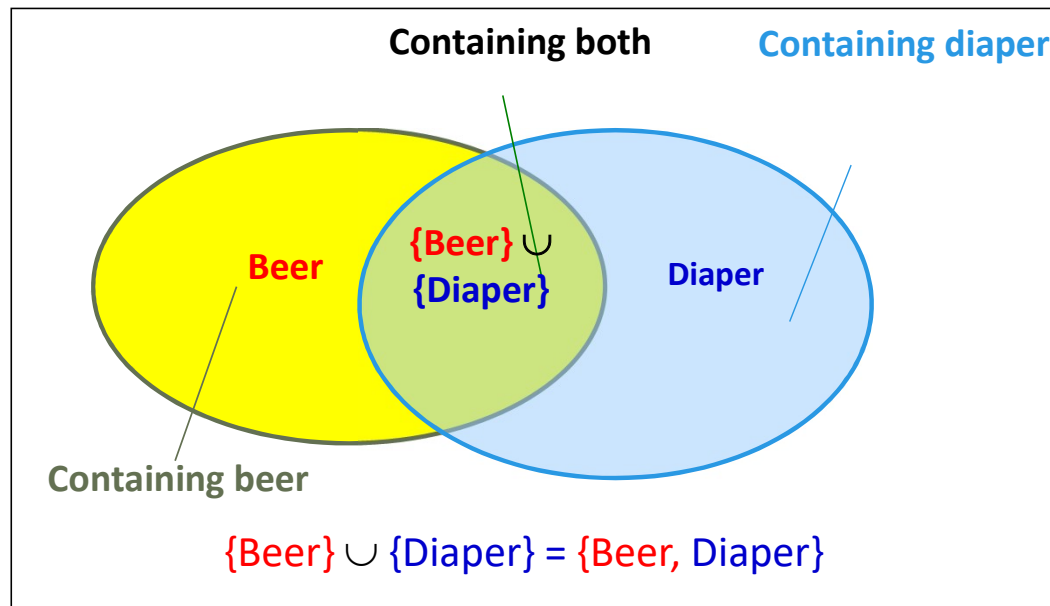 Containing both
Containing diaper
{Beer} ∪
Beer
{Diaper}
Diaper
Containing beer
{Beer} ∪ {Diaper} = {Beer, Diaper}